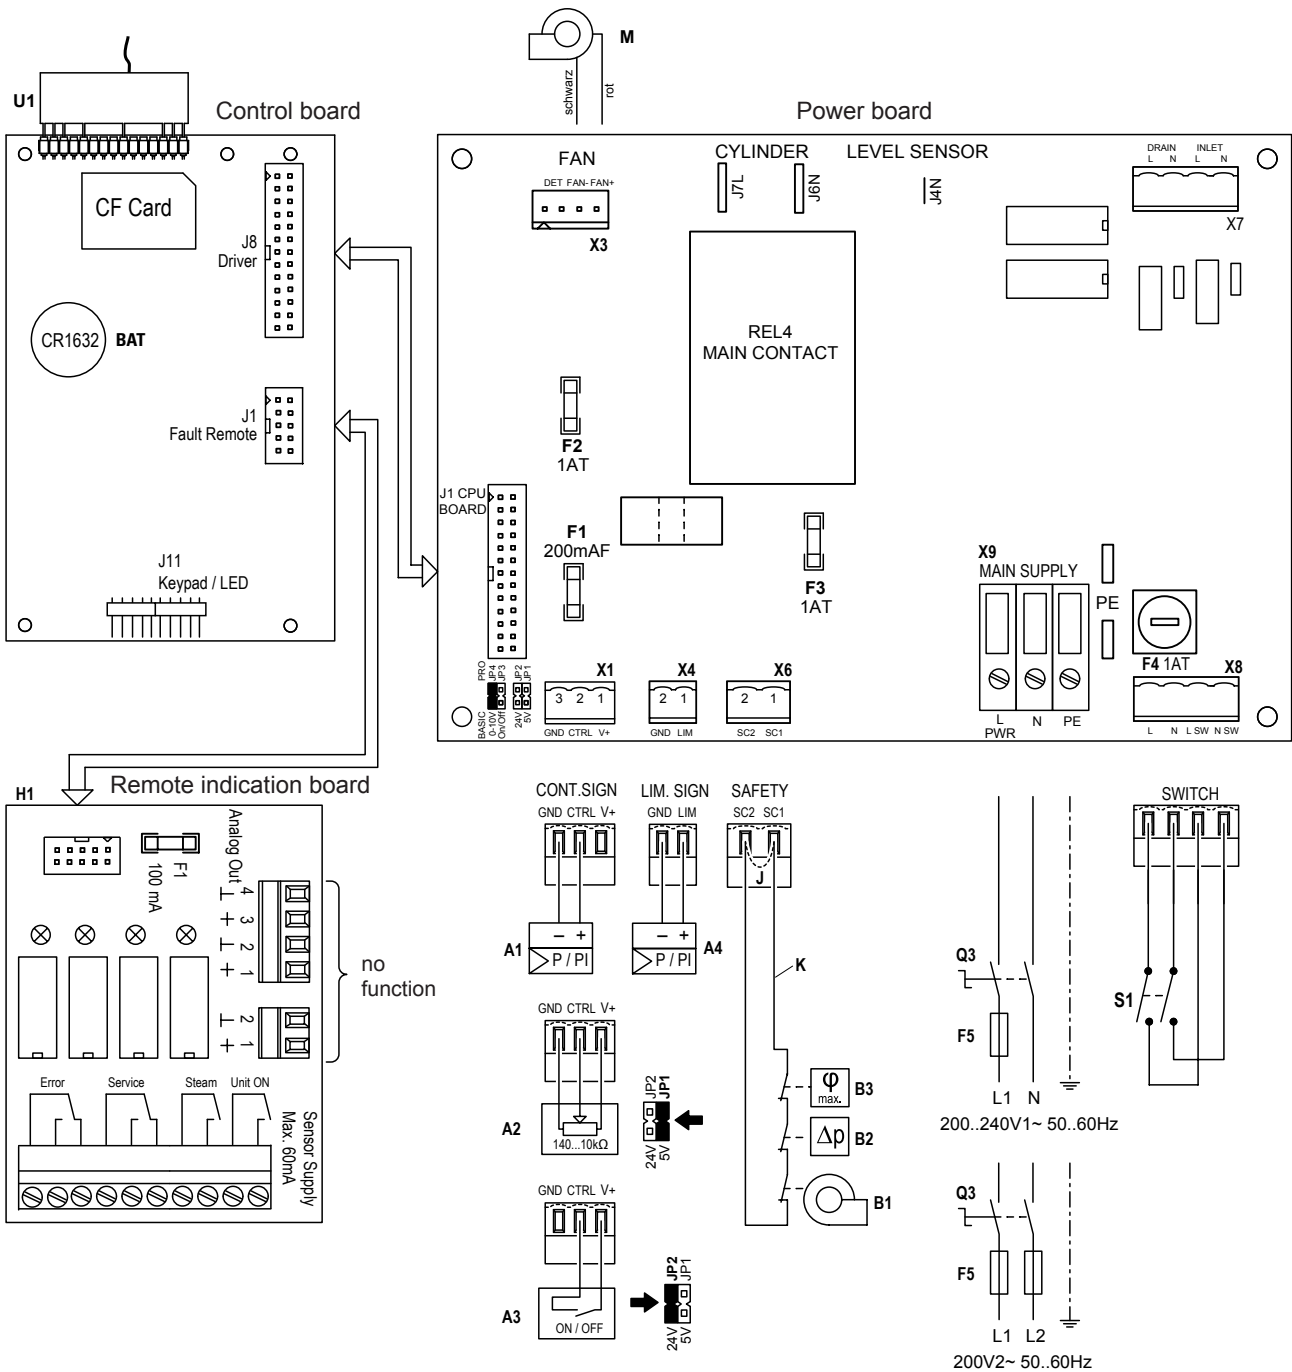 M
schwarz
rot
U1
Control board
Power board
CF Card
J8
Driver
CR1632
BAT
J1
Fault Remote
J11
Keypad / LED
FAN
DET FAN- FAN+
X3
CYLINDER
J7L
J6N
LEVEL SENSOR
J4N
DRAIN INLET
L N L N
X7
REL4
MAIN CONTACT
F2
1AT
J1 CPU
BOARD
F1
200mAF
F3
1AT
X9
MAIN SUPPLY
PE
L N PE
PWR
F4 1AT
X8
L N L SW N SW
PRO
JP4
JP3
JP2
JP1
BASIC
0-10V
On/Off
24V
5V
X1
3 2 1
GND CTRL V+
X4
2 1
GND LIM
X6
2 1
SC2 SC1
H1
Remote indication board
F1
100 mA
Analog Out
4
3
2
1
2
1
no
function
Error Service Steam Unit ON
Sensor Supply
Max. 60mA
CONT.SIGN
GND CTRL V+
A1
P / PI
LIM. SIGN
GND LIM
A4
P / PI
SAFETY
SC2 SC1
J
K
GND CTRL V+
A2
140...10kΩ
JP2
JP1
24V
5V
φ
max.
B3
Δp
B2
B1
GND CTRL V+
A3
ON / OFF
JP2
JP1
24V
5V
Q3
F5
L1 N
200..240V1~ 50..60Hz
Q3
F5
L1 L2
200V2~ 50..60Hz
SWITCH
S1